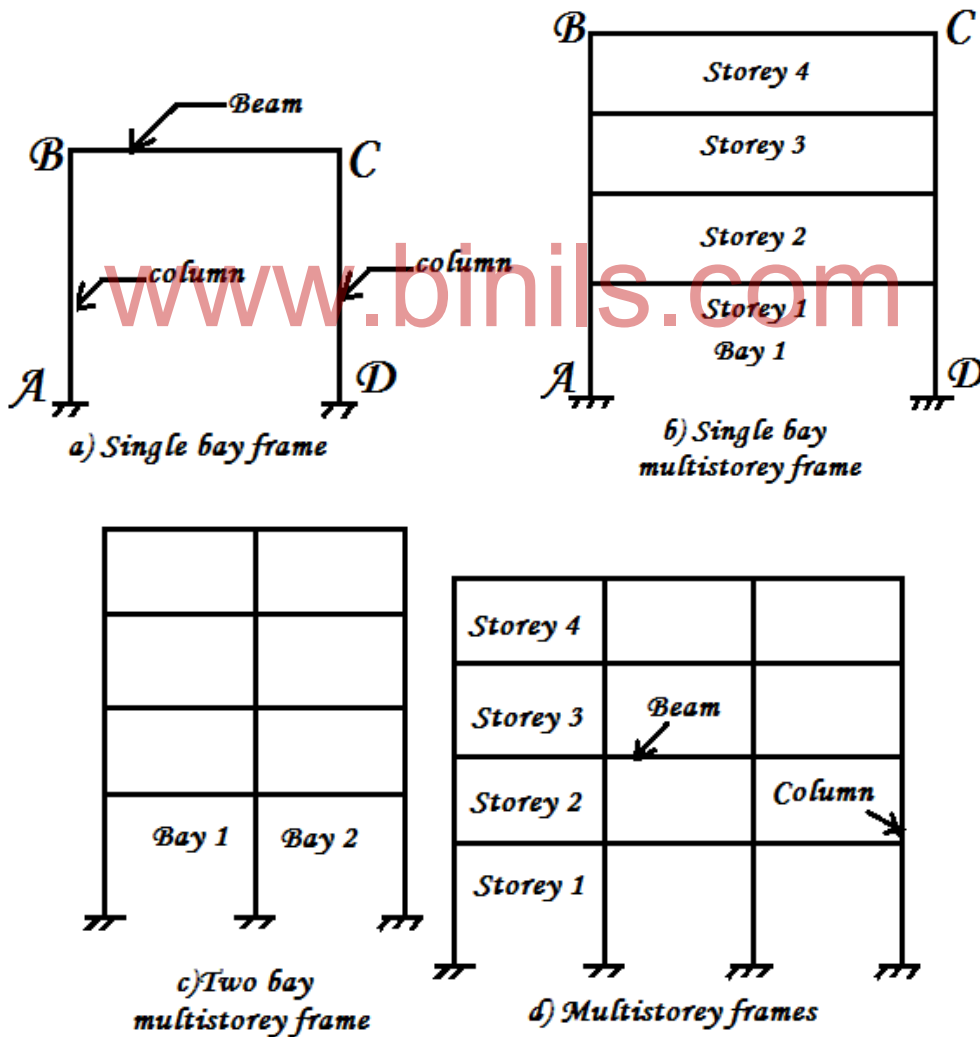 Beam
B
C
column
column
A
D
a) Single bay frame
B
C
Storey 4
Storey 3
Storey 2
Storey 1
Bay 1
A
D
b) Single bay
multistorey frame
www.binils.com
Bay 1
Bay 2
c)Two bay
multistorey frame
Storey 4
Storey 3
Beam
Storey 2
Column
Storey 1
d) Multistorey frames